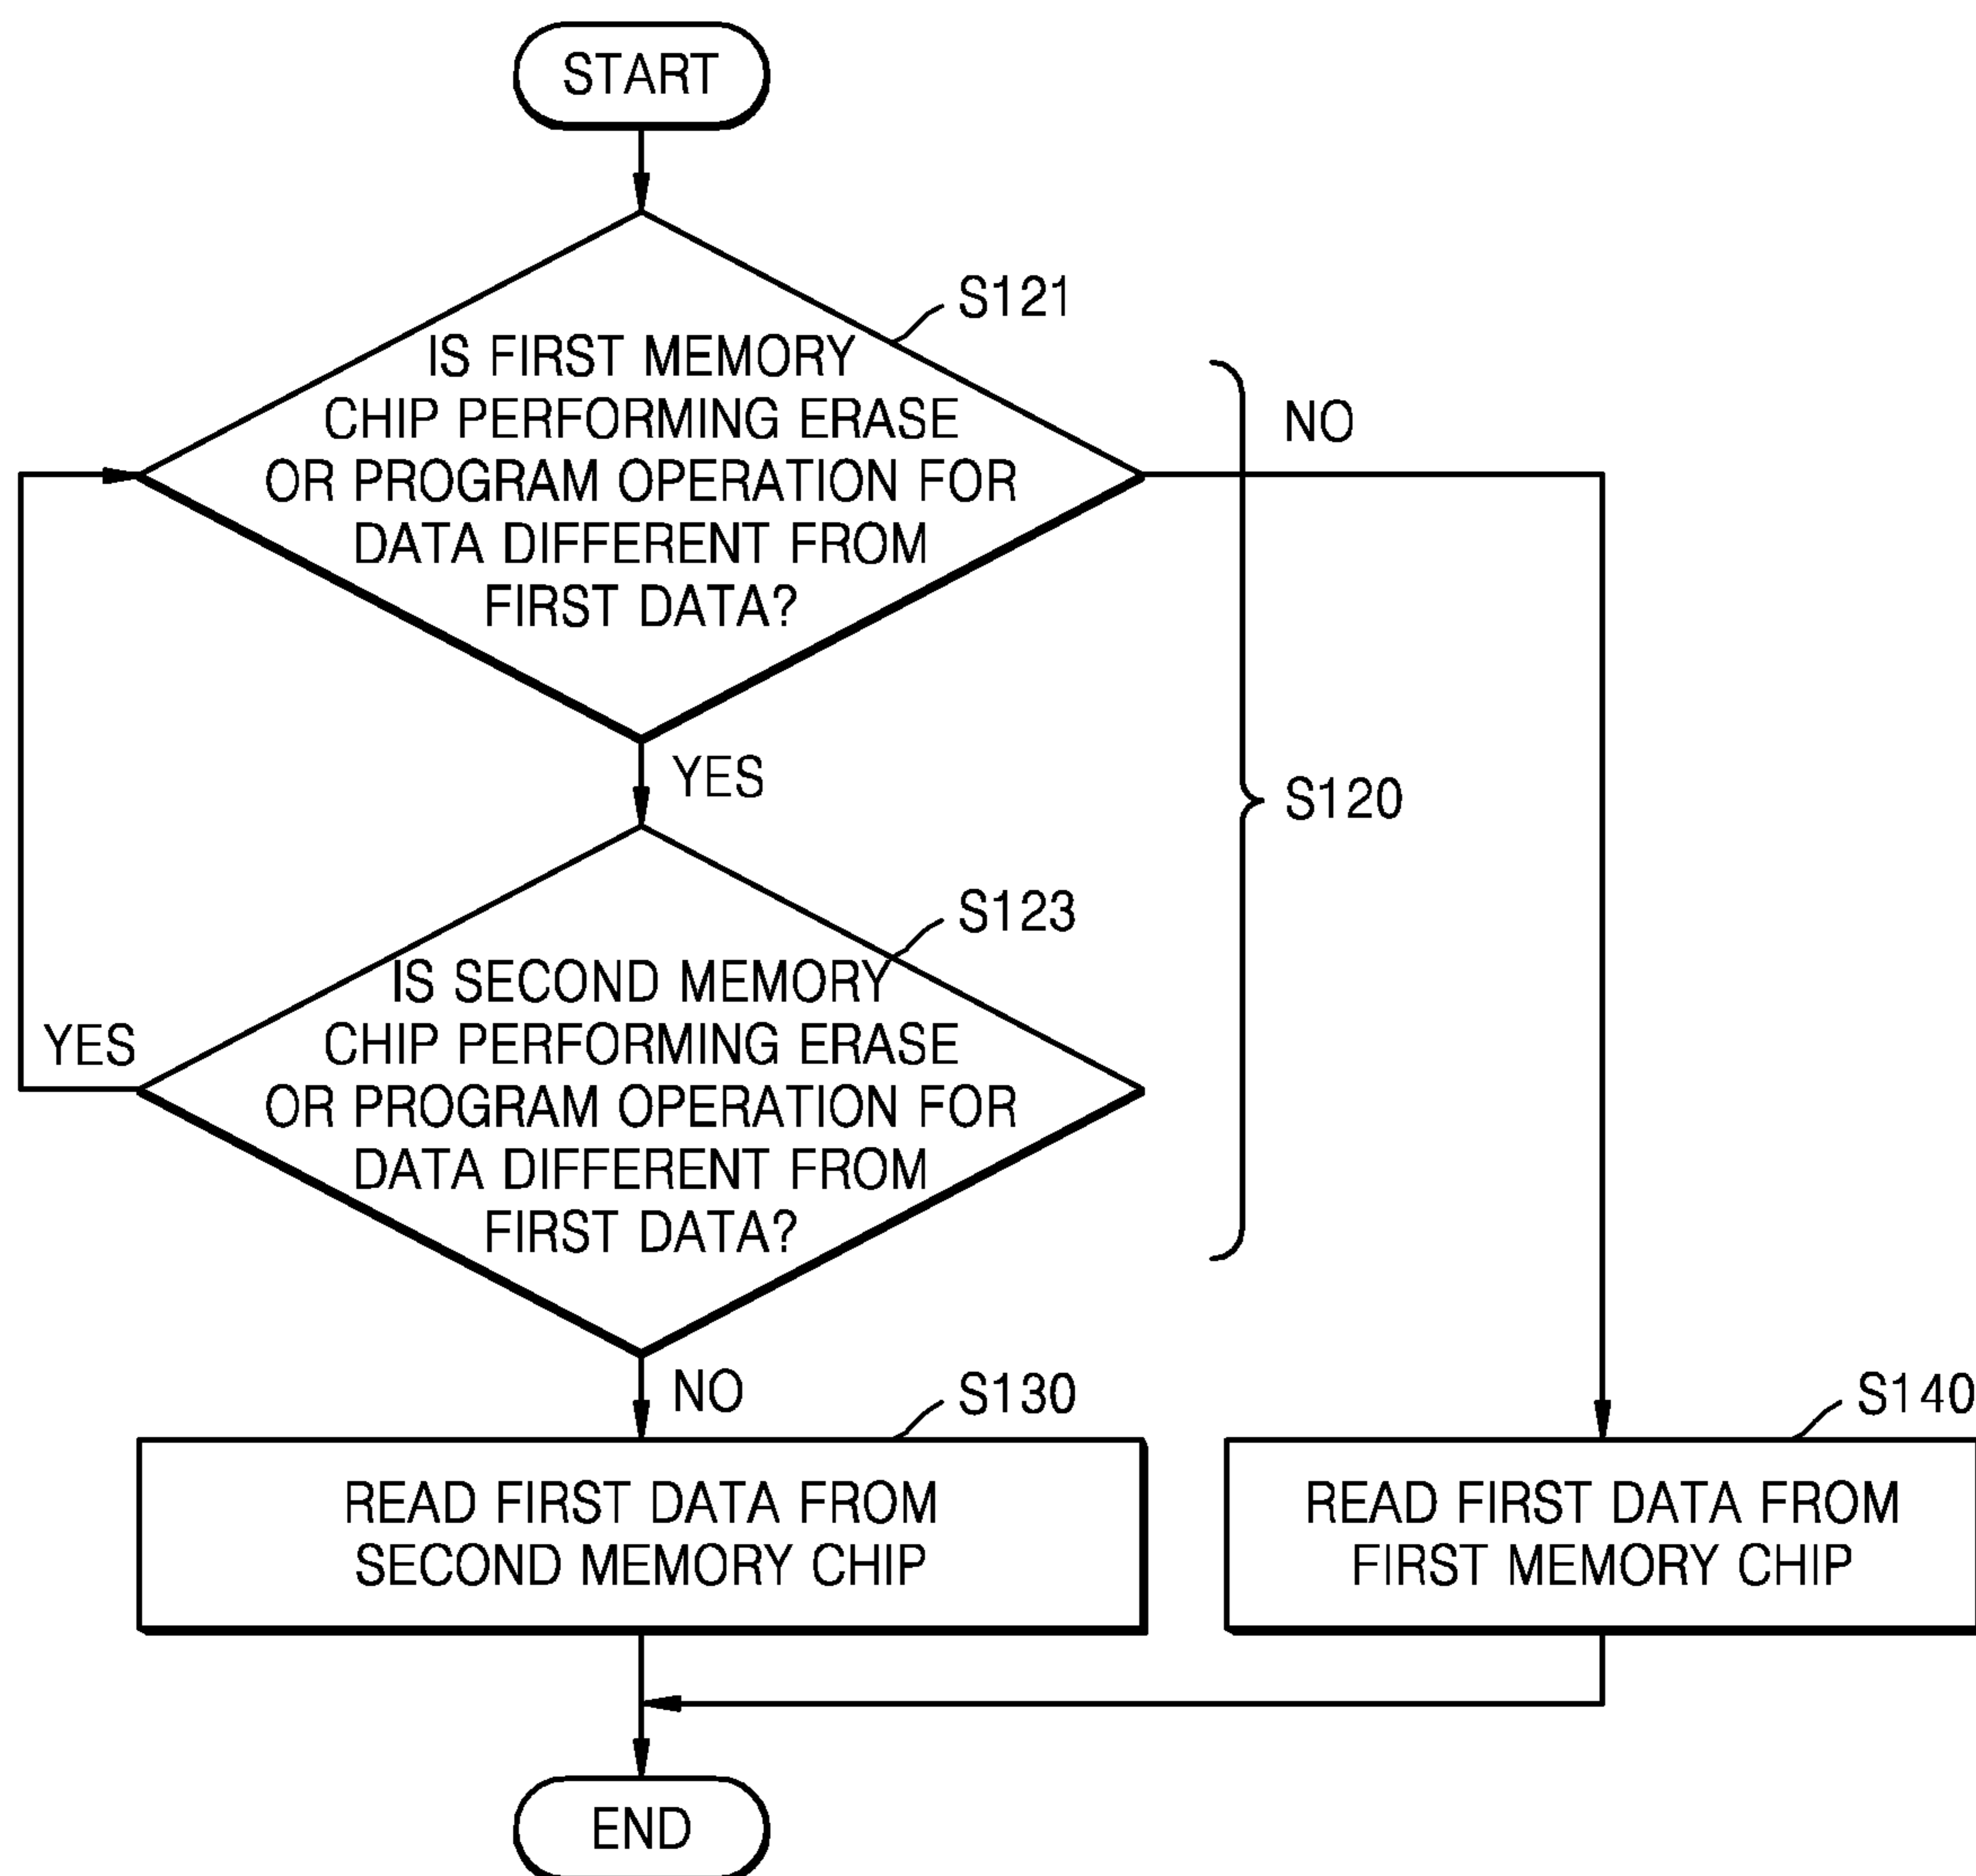 START
S121
IS FIRST MEMORY
CHIP PERFORMING ERASE
OR PROGRAM OPERATION FOR
DATA DIFFERENT FROM
FIRST DATA?
NO
YES
S120
S123
IS SECOND MEMORY
CHIP PERFORMING ERASE
OR PROGRAM OPERATION FOR
DATA DIFFERENT FROM
FIRST DATA?
YES
NO
S130
READ FIRST DATA FROM
SECOND MEMORY CHIP
S140
READ FIRST DATA FROM
FIRST MEMORY CHIP
END